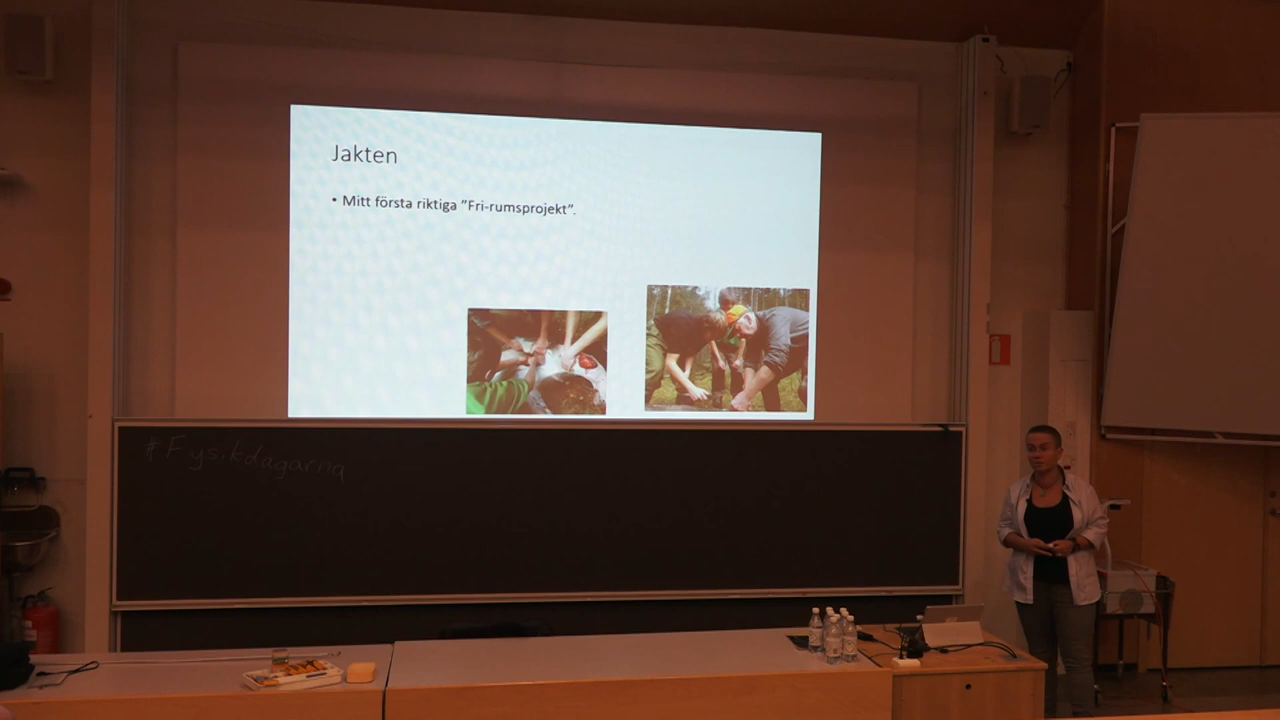 Jakten
• Mitt första riktiga ”Fri-rumsprojekt”.
#Fysikdagarna